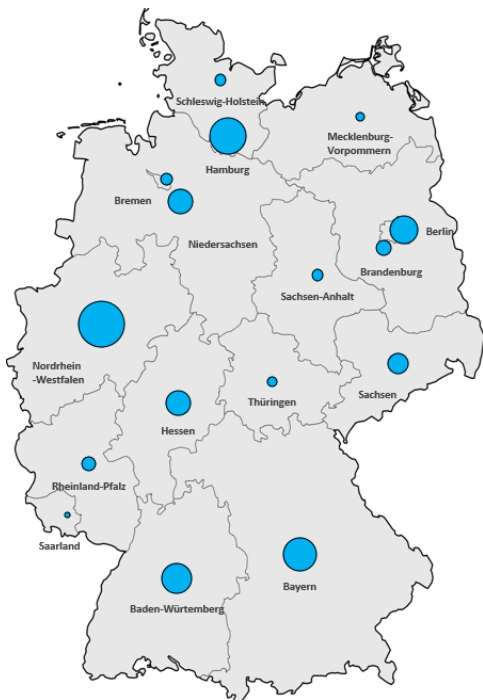 Schleswig-Holstein
Mecklenburg-
Vorpommern
Hamburg
Bremen
Niedersachsen
Berlin
Brandenburg
Sachsen-Anhalt
Nordrhein
-Westfalen
Sachsen
Thüringen
Hessen
Rheinland-Pfalz
Saarland
Bayern
Baden-Würtemberg